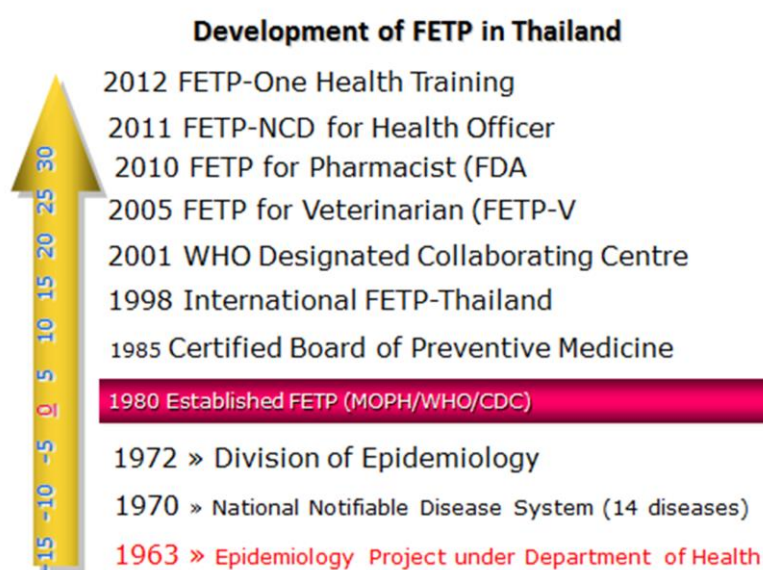 Development of FETP in Thailand
2012 FETP-One Health Training
2011 FETP-NCD for Health Officer
2010 FETP for Pharmacist (FDA
2005 FETP for Veterinarian (FETP-V
2001 WHO Designated Collaborating Centre
1998 International FETP-Thailand
1985 Certified Board of Preventive Medicine
1980 Established FETP (MOPH/WHO/CDC)
1972 » Division of Epidemiology
1970 » National Notifiable Disease System (14 diseases)
1963 » Epidemiology Project under Department of Health
-15 -10 -5 0 5 10 15 20 25 30